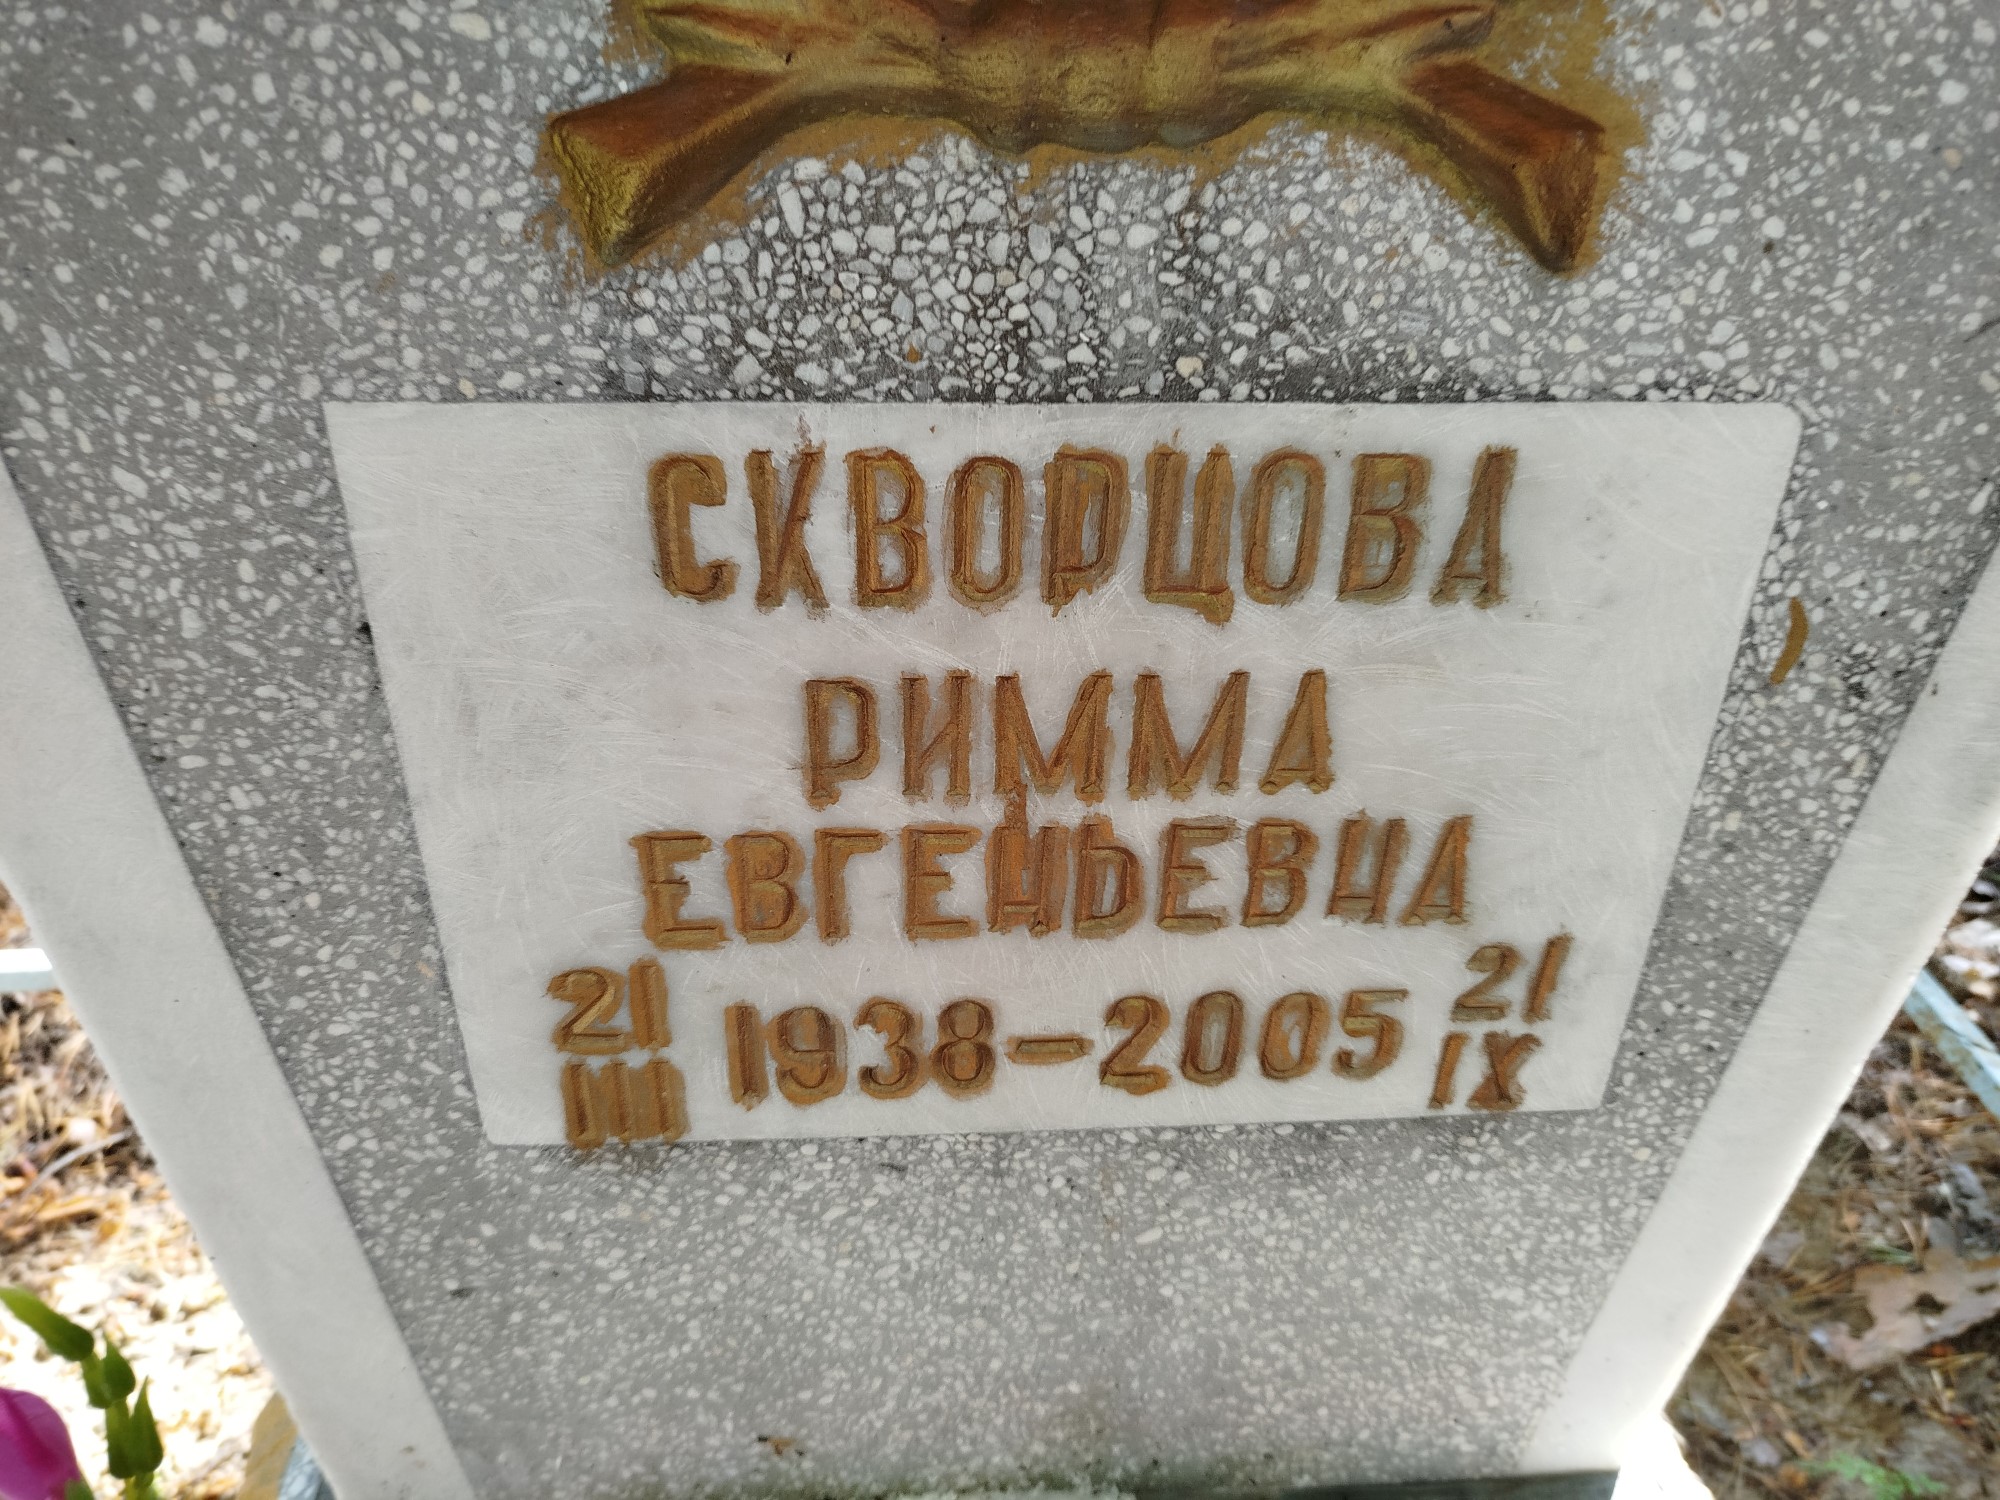 СКВОРЦОВА
РИММА
ЕВГЕНЬЕВНА
21 III 1938-2005 21 IX